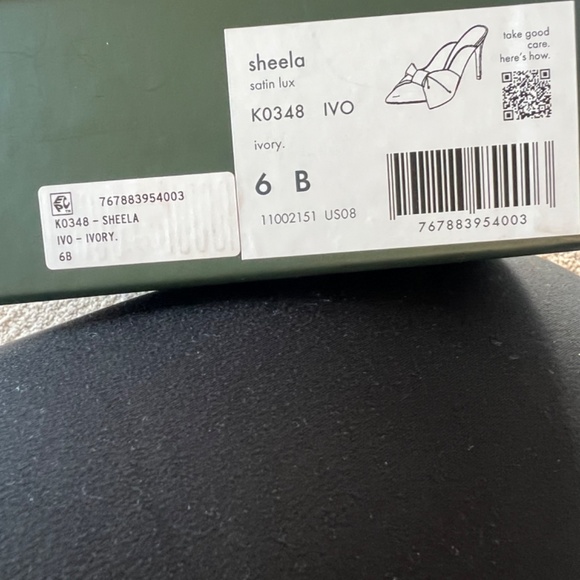 sheela
satin lux
K0348 IVO
ivory.
6 B
11002151 US08
take good
care.
here's how.
767883954003
767883954003
K0348 - SHEELA
IVO - IVORY.
6B